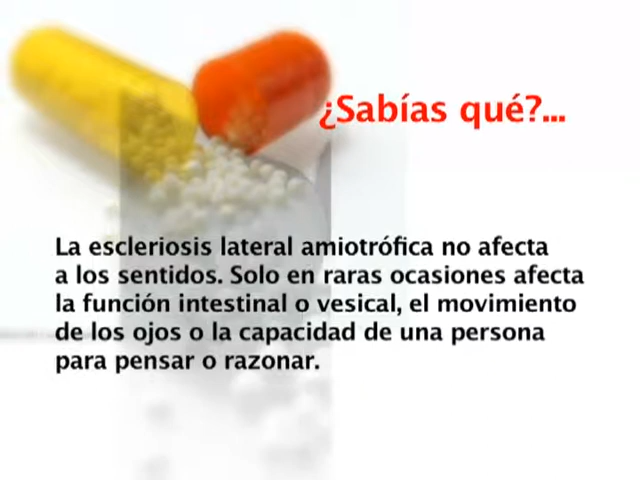 ¿Sabías qué?...
La escleriosis lateral amiotrófica no afecta
a los sentidos. Solo en raras ocasiones afecta
la función intestinal o vesical, el movimiento
de los ojos o la capacidad de una persona
para pensar o razonar.